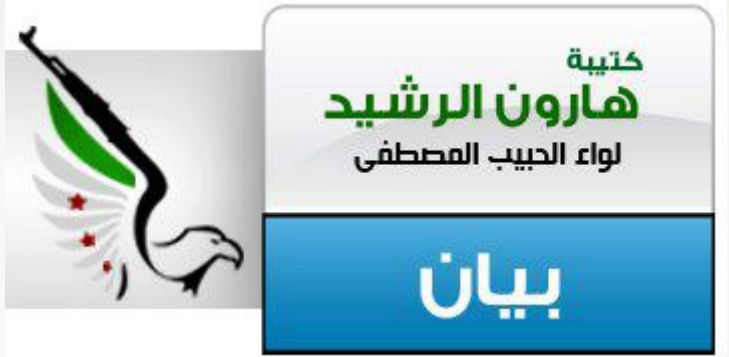 كتيبة
هارون الرشيد
لواء الحبيب المصطفى
بيان